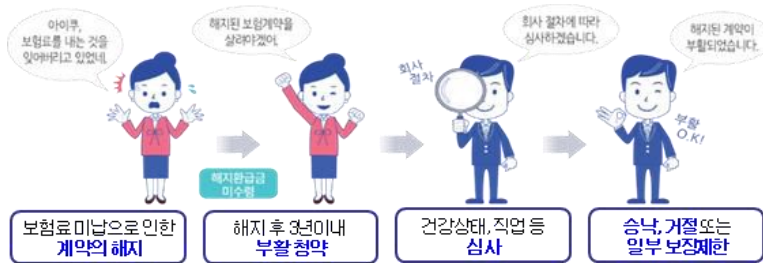 아이쿠,
보험료를 내는 것을
잊어버리고 있었네.
해지된 보험계약을
살려야겠어.
회사 절차에 따라
심사하겠습니다.
해지된 계약이
부활되었습니다.
회사
절차
부활
O.K!
해지환급금
미수령
보험료 미납으로 인한
계약의 해지
해지 후 3년이내
부활 청약
건강상태, 직업 등
심사
승낙, 거절 또는
일부 보장제한